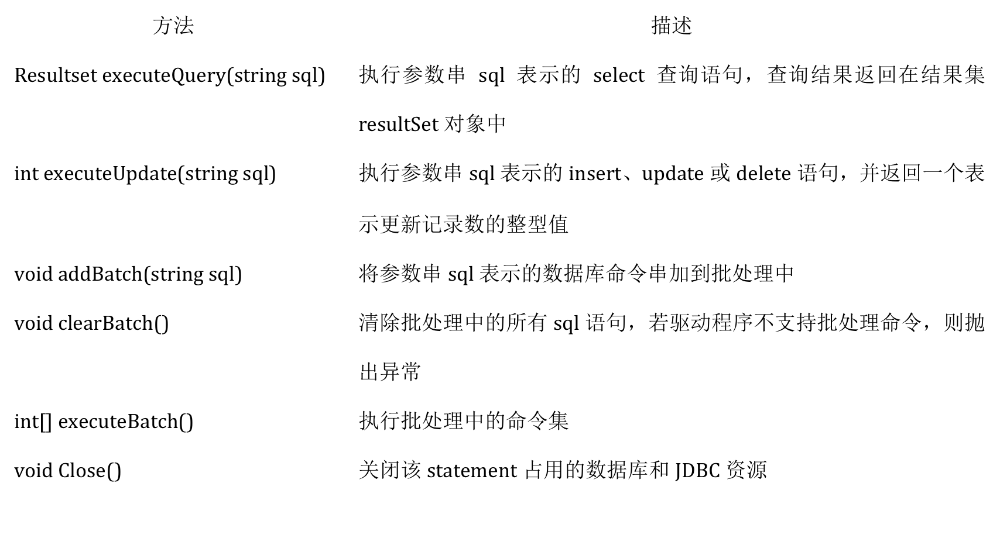 方法 描述
Resultset executeQuery(string sql) 执行参数串 sql 表示的 select 查询语句，查询结果返回在结果集
resultSet 对象中
int executeUpdate(string sql) 执行参数串 sql 表示的 insert、update 或 delete 语句，并返回一个表
示更新记录数的整型值
void addBatch(string sql) 将参数串 sql 表示的数据库命令串加到批处理中
void clearBatch() 清除批处理中的所有 sql 语句，若驱动程序不支持批处理命令，则抛
出异常
int[] executeBatch() 执行批处理中的命令集
void Close() 关闭该 statement 占用的数据库和 JDBC 资源